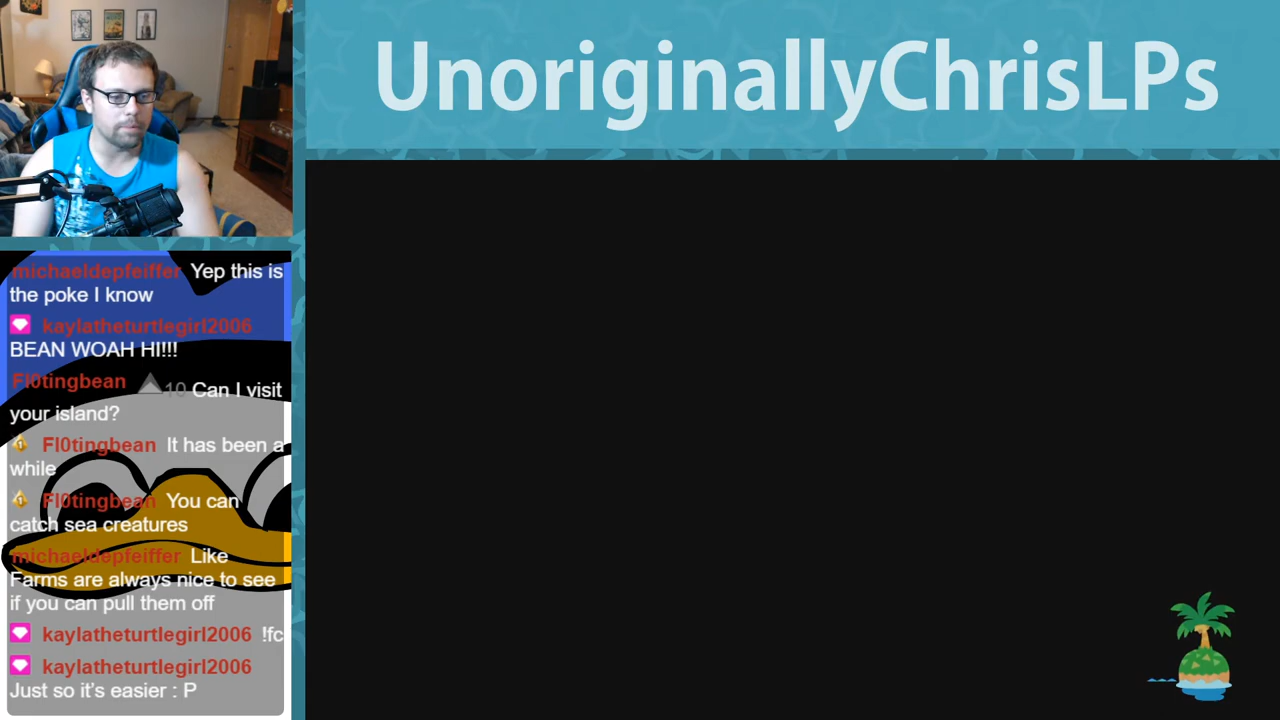 UnoriginallyChrisLPs
michaeldepfeiffer Yep this is
the poke I know
kaylatheturtlegirl2006
BEAN WOAH HI!!!
Fl0tingbean 10 Can I visit
your island?
Fl0tingbean It has been a
while
Fl0tingbean You can
catch sea creatures
michaeldepfeiffer Like
Farms are always nice to see
if you can pull them off
kaylatheturtlegirl2006 !fc
kaylatheturtlegirl2006
Just so it's easier : P